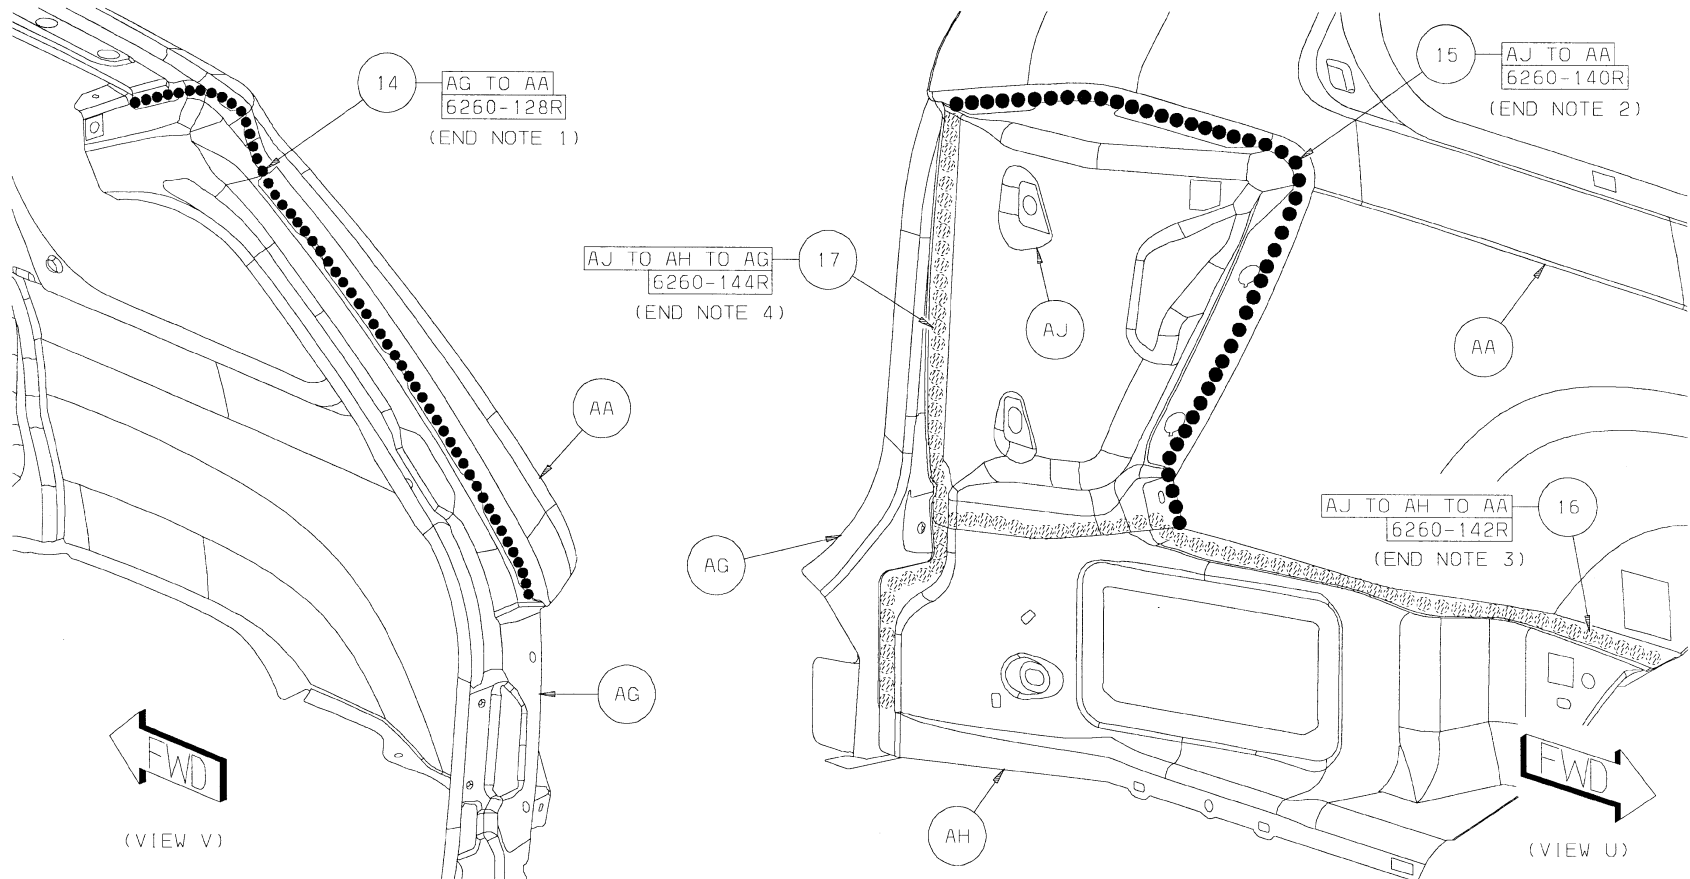 14
AG TO AA
6260-128R
(END NOTE 1)
AA
AG
FWD
(VIEW V)
15
AJ TO AA
6260-140R
(END NOTE 2)
AJ TO AH TO AG
6260-144R
(END NOTE 4)
17
AJ
AA
AJ TO AH TO AA
6260-142R
(END NOTE 3)
16
AG
AH
FWD
(VIEW U)